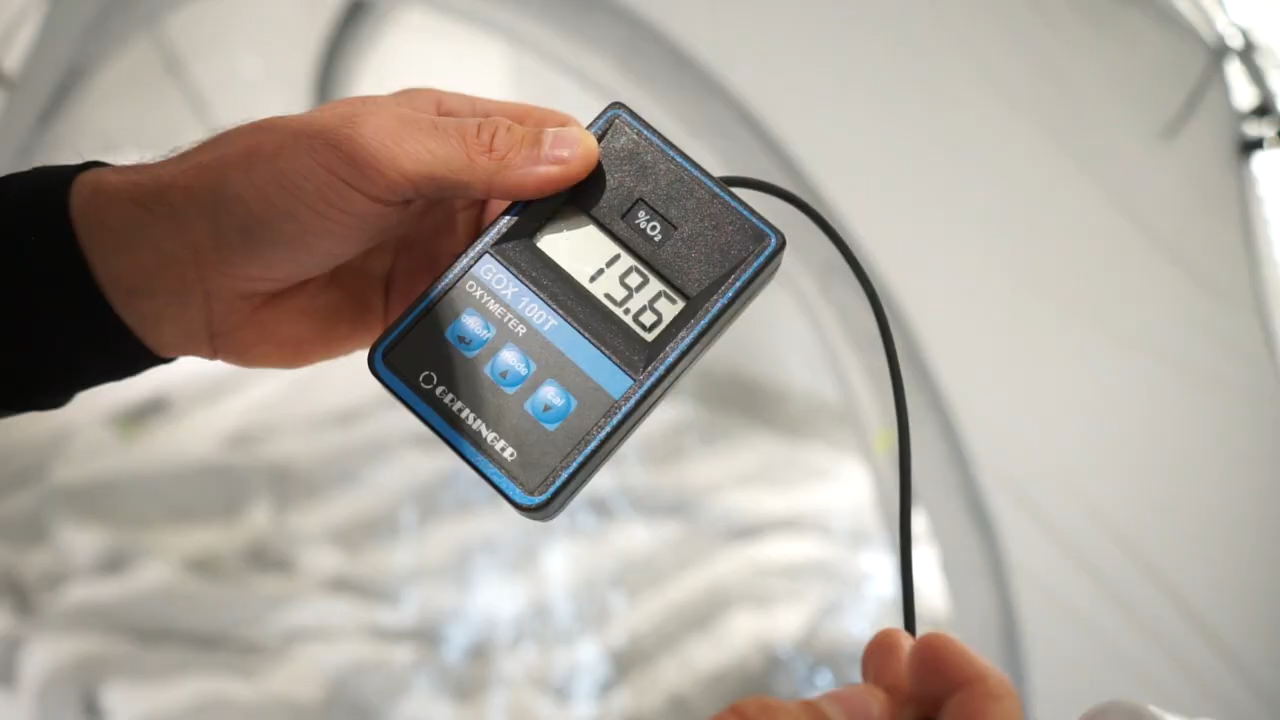 %O₂
19.6
GOX 100T
OXYMETER
on/off
mode
cal
GREISINGER